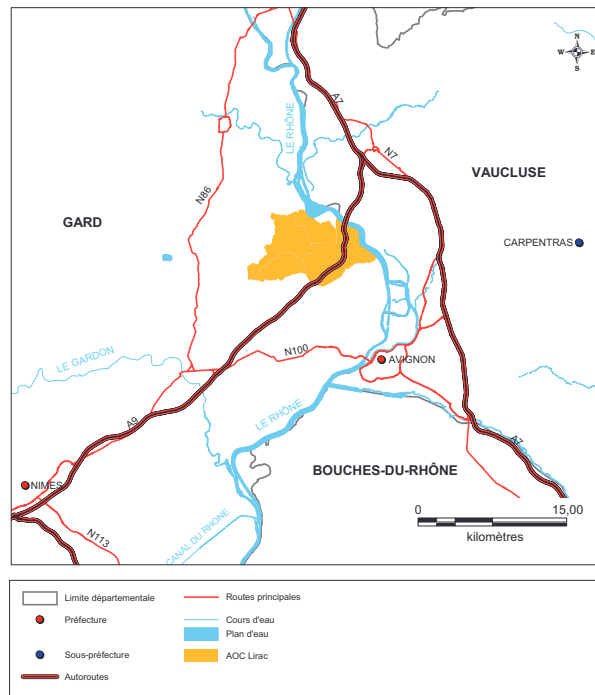 N
W E
S
A7
LE RHÔNE
N7
VAUCLUSE
N86
GARD
CARPENTRAS
N100
AVIGNON
LE GARDON
LE RHÔNE
A9
A7
BOUCHES-DU-RHÔNE
NIMES
0 15,00
kilomètres
N113
CANAL DU RHONE
Limite départementale
Routes principales
Préfecture
Cours d'eau
Plan d'eau
Sous-préfecture
AOC Lirac
Autoroutes